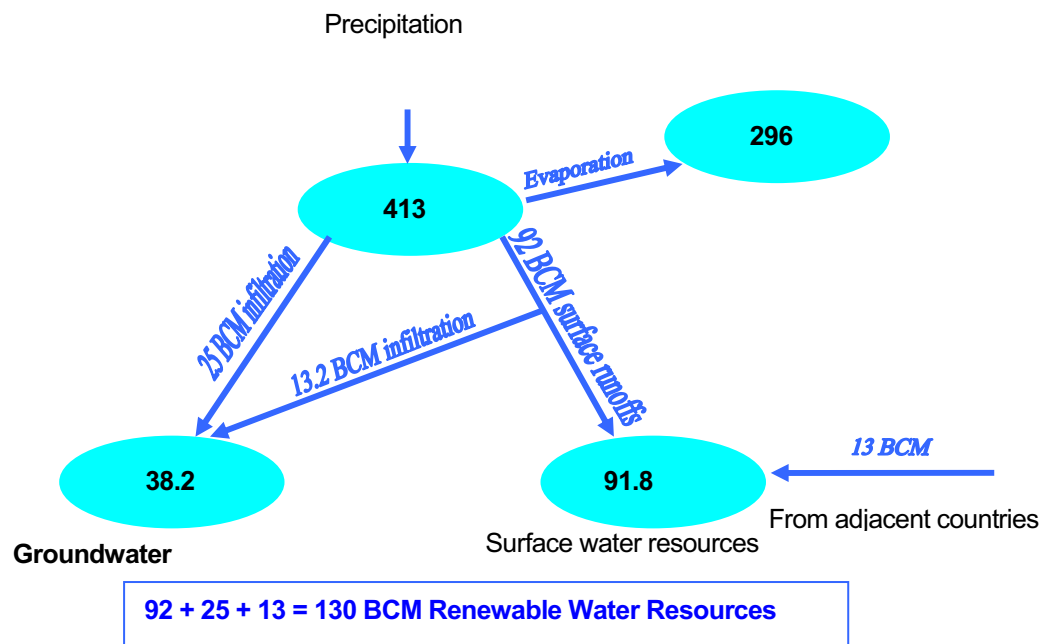 Precipitation
296
Evaporation
413
92 BCM surface runoffs
25 BCM infiltration
13.2 BCM infiltration
13 BCM
38.2
91.8
From adjacent countries
Surface water resources
Groundwater
92 + 25 + 13 = 130 BCM Renewable Water Resources